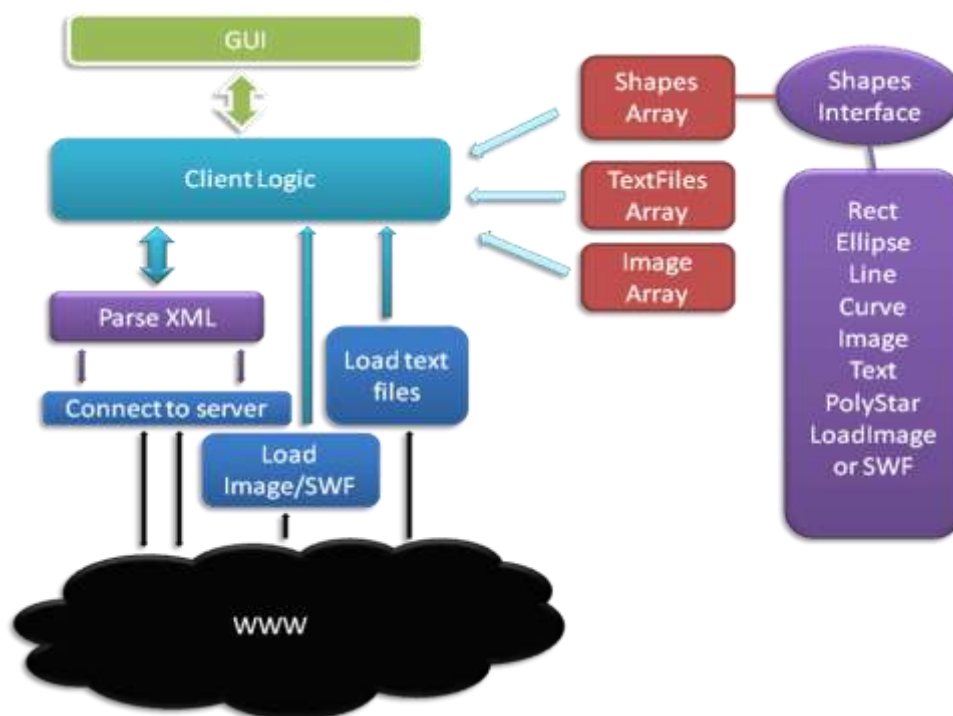 GUI
Client Logic
Parse XML
Connect to server
Load
Image/SWF
Load text
files
www
Shapes
Array
TextFiles
Array
Image
Array
Shapes
Interface
Rect
Ellipse
Line
Curve
Image
Text
PolyStar
LoadImage
or SWF